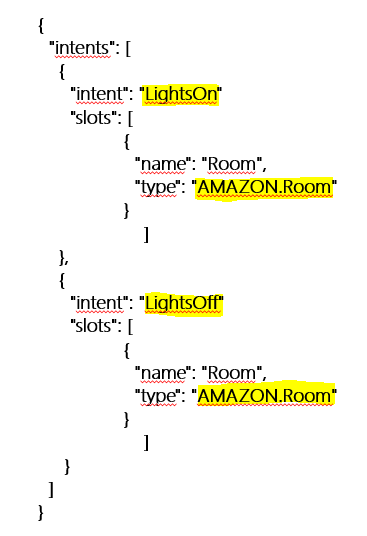 {
"intents": [
{
"intent": "LightsOn"
"slots": [
{
"name": "Room",
"type": "AMAZON.Room"
}
]
},
{
"intent": "LightsOff"
"slots": [
{
"name": "Room",
"type": "AMAZON.Room"
}
]
}
]
}